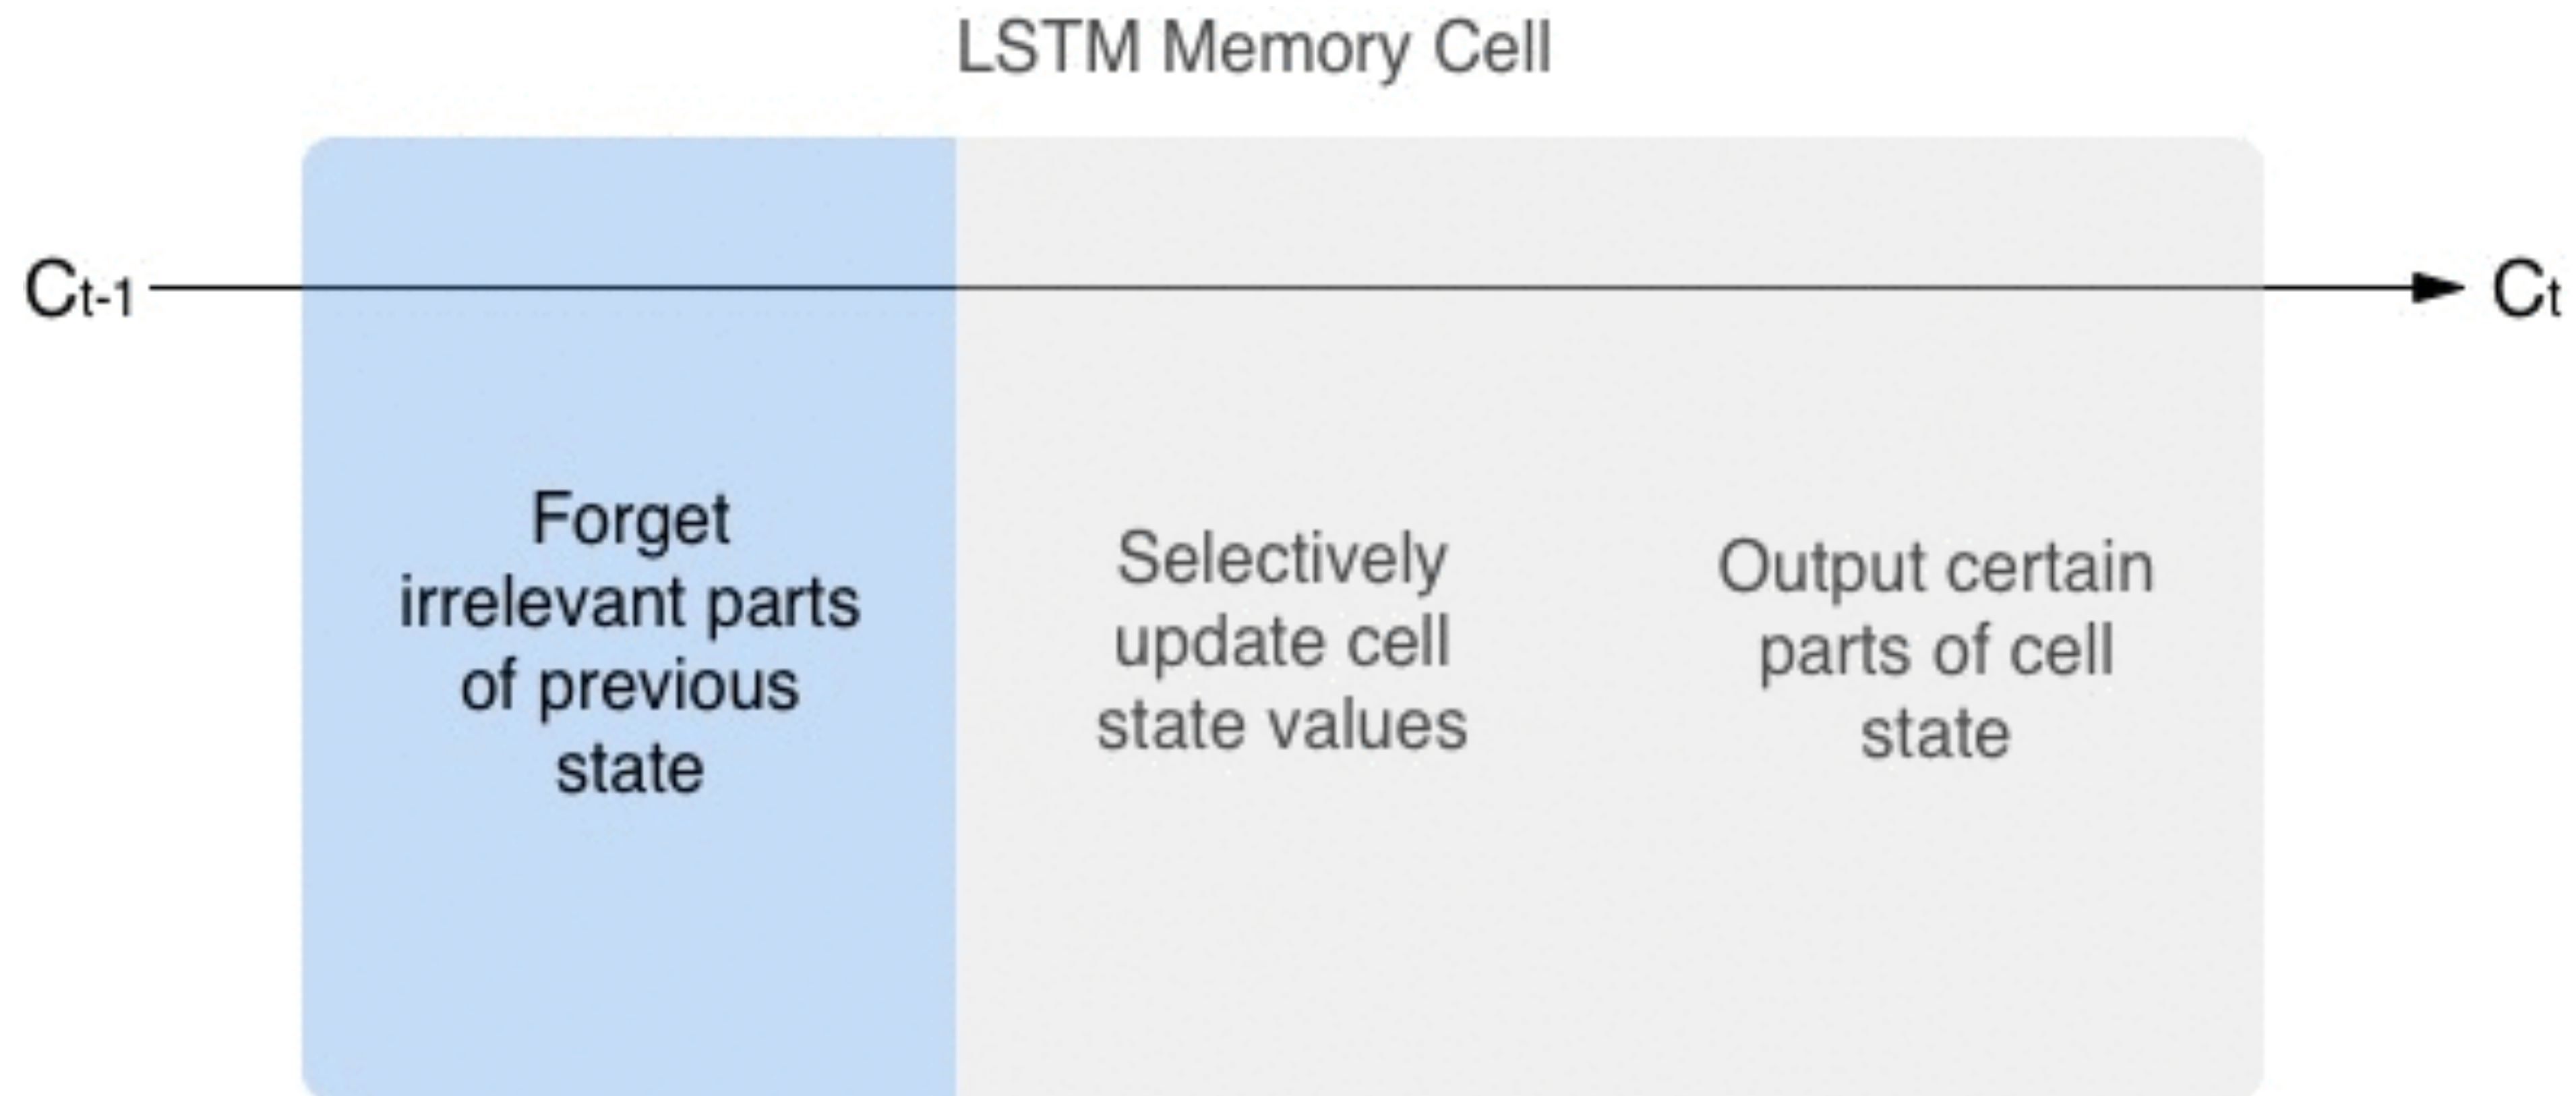 LSTM Memory Cell
Ct-1
Ct
Forget
irrelevant parts
of previous
state
Selectively
update cell
state values
Output certain
parts of cell
state